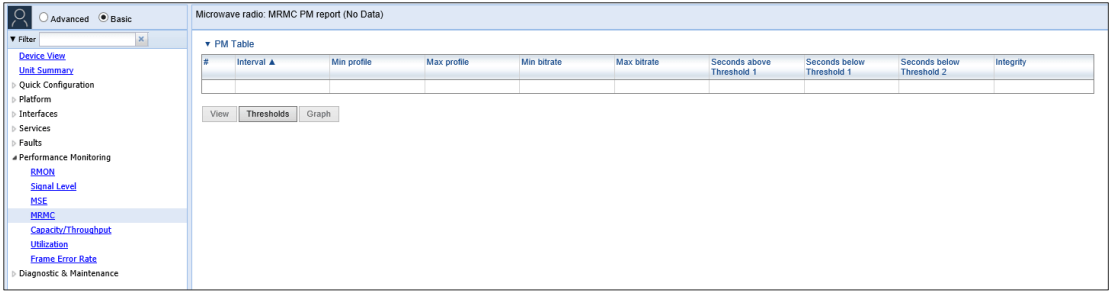 Advanced Basic
Microwave radio: MRMC PM report (No Data)
Filter
Device View
Unit Summary
Quick Configuration
Platform
Interfaces
Services
Faults
Performance Monitoring
RMON
Signal Level
MSE
MRMC
Capacity/Throughput
Utilization
Frame Error Rate
Diagnostic & Maintenance
▼ PM Table
# Interval ▲ Min profile Max profile Min bitrate Max bitrate Seconds above Threshold 1 Seconds below Threshold 1 Seconds below Threshold 2 Integrity
View Thresholds Graph